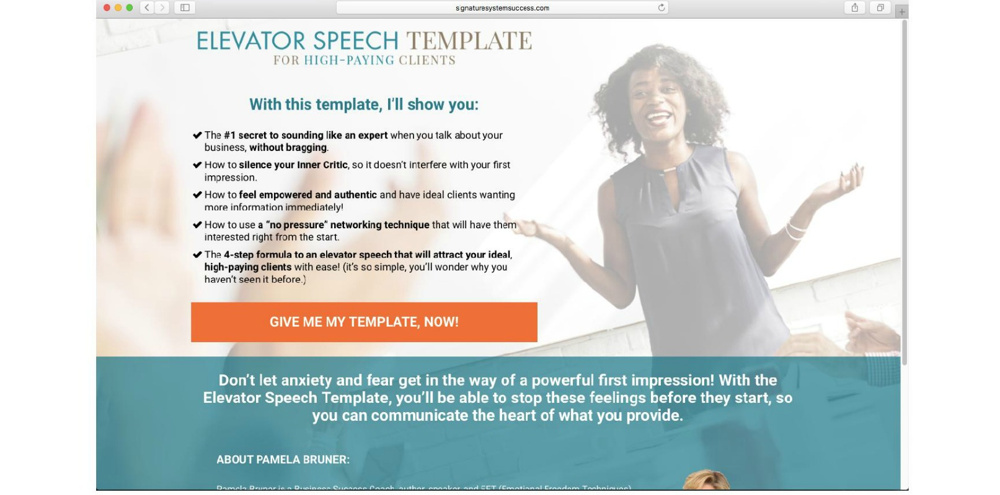 signaturesystemsuccess.com
ELEVATOR SPEECH TEMPLATE
FOR HIGH-PAYING CLIENTS
With this template, I'll show you:
The #1 secret to sounding like an expert when you talk about your
business, without bragging.
How to silence your Inner Critic, so it doesn't interfere with your first
impression.
How to feel empowered and authentic and have ideal clients wanting
more information immediately!
How to use a "no pressure" networking technique that will have them
interested right from the start.
The 4-step formula to an elevator speech that will attract your ideal,
high-paying clients with ease! (it's so simple, you'll wonder why you
haven't seen it before.)
GIVE ME MY TEMPLATE, NOW!
Don't let anxiety and fear get in the way of a powerful first impression! With the
Elevator Speech Template, you'll be able to stop these feelings before they start, so
you can communicate the heart of what you provide.
ABOUT PAMELA BRUNER:
Pamela Bruner is a Business Success Coach, author, speaker and EFT (Emotional Freedom Techniques)